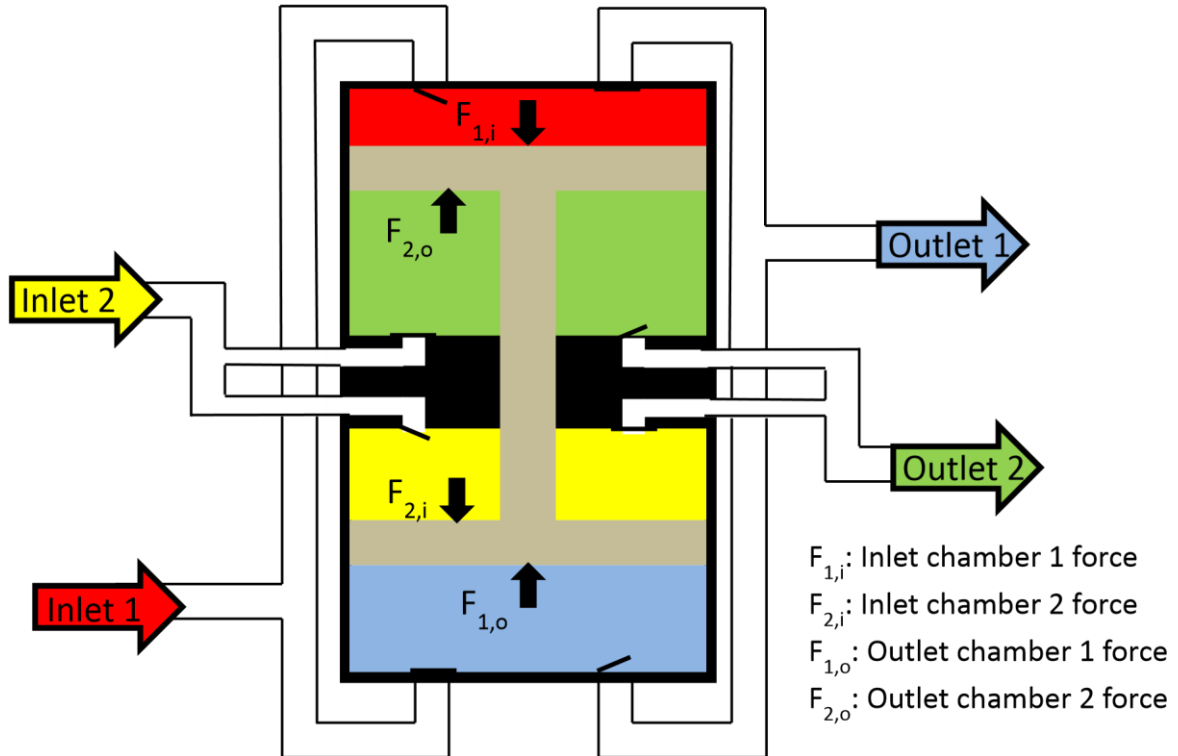 F1,i
F2,o
Outlet 1
Inlet 2
Outlet 2
F2,i
F1,i: Inlet chamber 1 force
Inlet 1
F1,o
F2,i: Inlet chamber 2 force
F1,o: Outlet chamber 1 force
F2,o: Outlet chamber 2 force